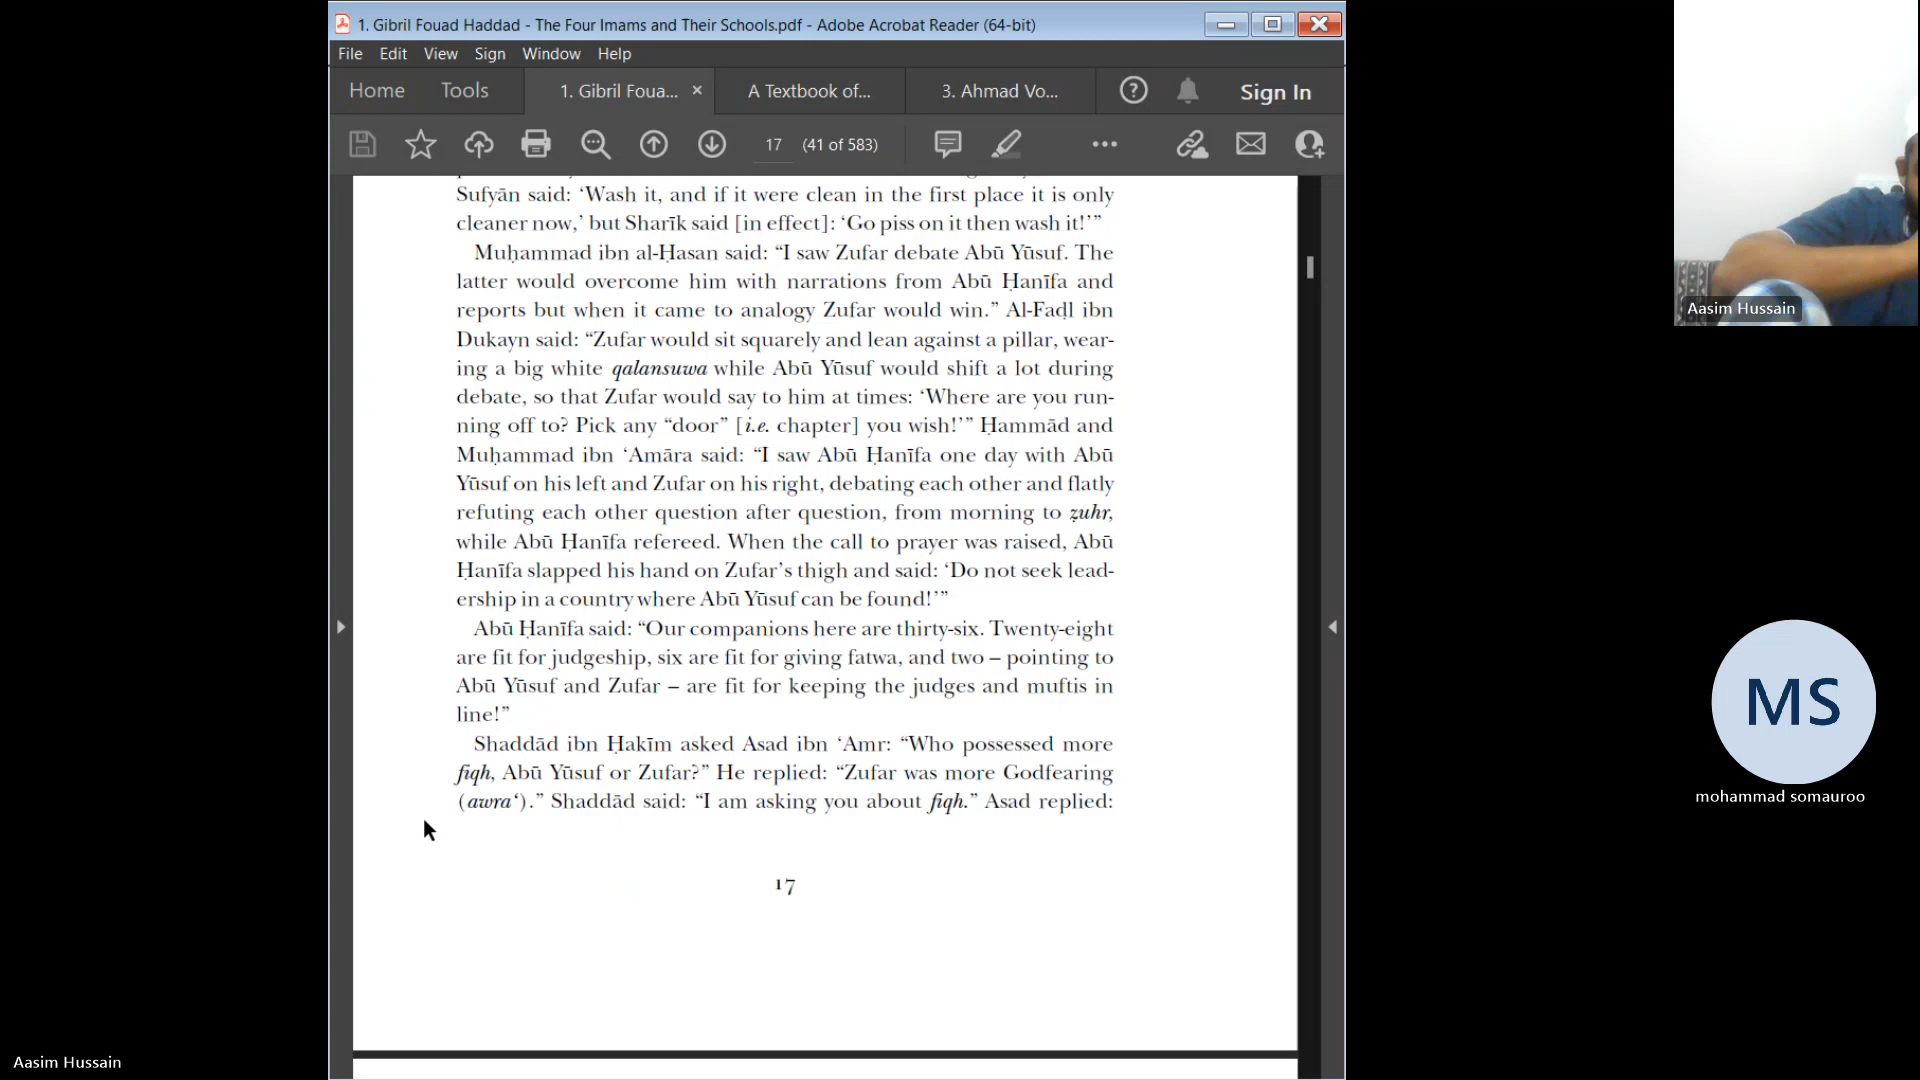 1. Gibril Fouad Haddad - The Four Imams and Their Schools.pdf - Adobe Acrobat Reader (64-bit)
File Edit View Sign Window Help
Home Tools 1. Gibril Foua... × A Textbook of... 3. Ahmad Vo... Sign In
17 (41 of 583)
Sufyān said: ‘Wash it, and if it were clean in the first place it is only
cleaner now,’ but Sharīk said [in effect]: ‘Go piss on it then wash it!’”
Muḥammad ibn al-Ḥasan said: “I saw Zufar debate Abū Yūsuf. The
latter would overcome him with narrations from Abū Ḥanīfa and
reports but when it came to analogy Zufar would win.” Al-Faḍl ibn
Dukayn said: “Zufar would sit squarely and lean against a pillar, wear-
ing a big white qalansuwa while Abū Yūsuf would shift a lot during
debate, so that Zufar would say to him at times: ‘Where are you run-
ning off to? Pick any “door” [i.e. chapter] you wish!’” Ḥammād and
Muḥammad ibn ‘Amāra said: “I saw Abū Ḥanīfa one day with Abū
Yūsuf on his left and Zufar on his right, debating each other and flatly
refuting each other question after question, from morning to ẓuhr,
while Abū Ḥanīfa refereed. When the call to prayer was raised, Abū
Ḥanīfa slapped his hand on Zufar’s thigh and said: ‘Do not seek lead-
ership in a country where Abū Yūsuf can be found!’”
Abū Ḥanīfa said: “Our companions here are thirty-six. Twenty-eight
are fit for judgeship, six are fit for giving fatwa, and two – pointing to
Abū Yūsuf and Zufar – are fit for keeping the judges and muftis in
line!”
Shaddād ibn Ḥakīm asked Asad ibn ‘Amr: “Who possessed more
fiqh, Abū Yūsuf or Zufar?” He replied: “Zufar was more Godfearing
(awra‘).” Shaddād said: “I am asking you about fiqh.” Asad replied:
17
Aasim Hussain
MS
mohammad somauroo
Aasim Hussain